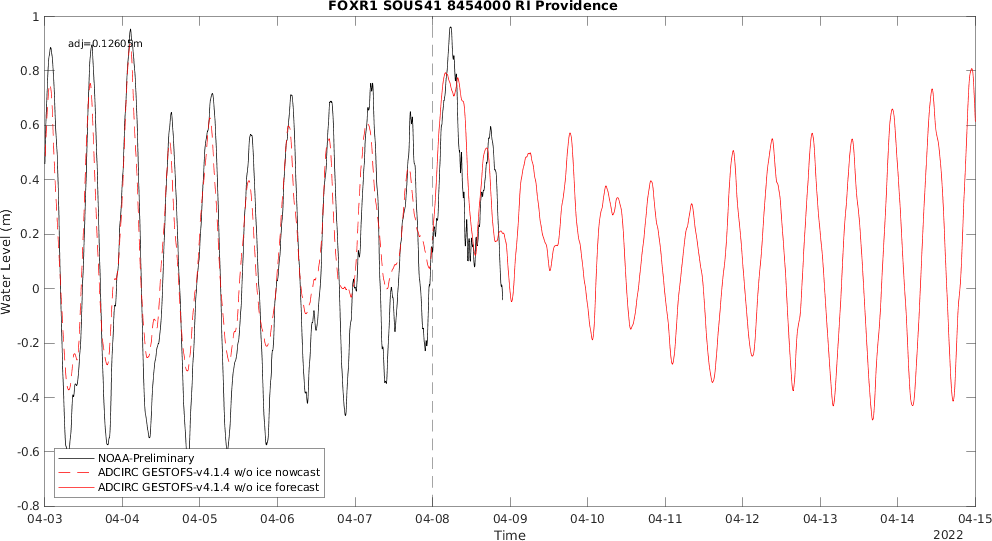 FOXR1 SOUS41 8454000 RI Providence
adj=0.12605m
1
0.8
0.6
0.4
0.2
0
-0.2
-0.4
-0.6
-0.8
Water Level (m)
NOAA-Preliminary
ADCIRC GESTOFS-v4.1.4 w/o ice nowcast
ADCIRC GESTOFS-v4.1.4 w/o ice forecast
04-03 04-04 04-05 04-06 04-07 04-08 04-09 04-10 04-11 04-12 04-13 04-14 04-15
Time
2022